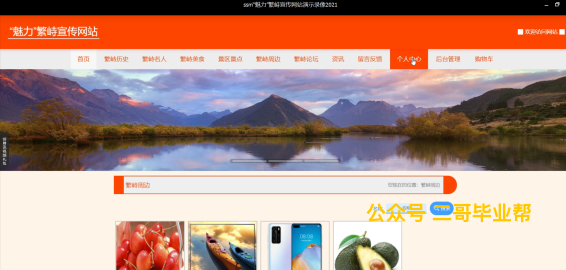 ssm"魅力"繁峙宣传网站演示录像2021
"魅力"繁峙宣传网站
欢迎访问网站
首页 繁峙历史 繁峙名人 繁峙美食 景区景点 繁峙周边 繁峙论坛 资讯 留言反馈 个人中心 后台管理 购物车
繁峙周边
您现在的位置：繁峙周边
公众号 三哥毕业帮